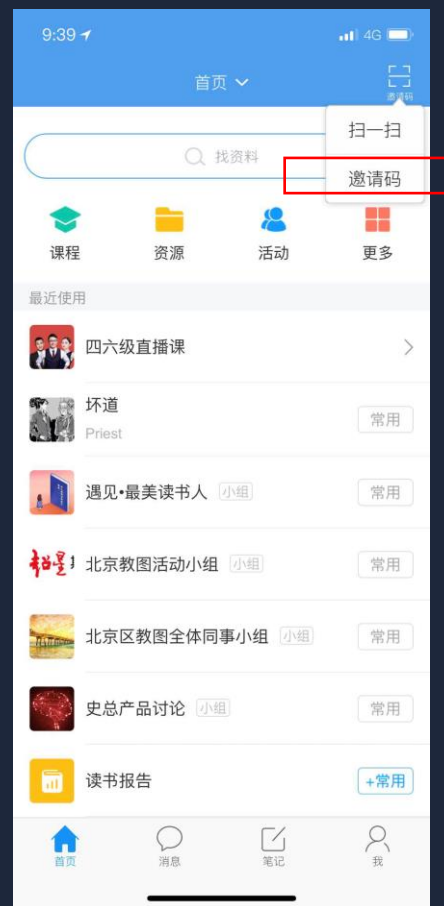 9:39
4G
首页
邀请码
扫一扫
邀请码
找资料
课程
资源
活动
更多
最近使用
四六级直播课
坏道
Priest
常用
遇见•最美读书人 小组
常用
北京教图活动小组 小组
常用
北京区教图全体同事小组 小组
常用
史总产品讨论 小组
常用
读书报告
+常用
首页
消息
笔记
我